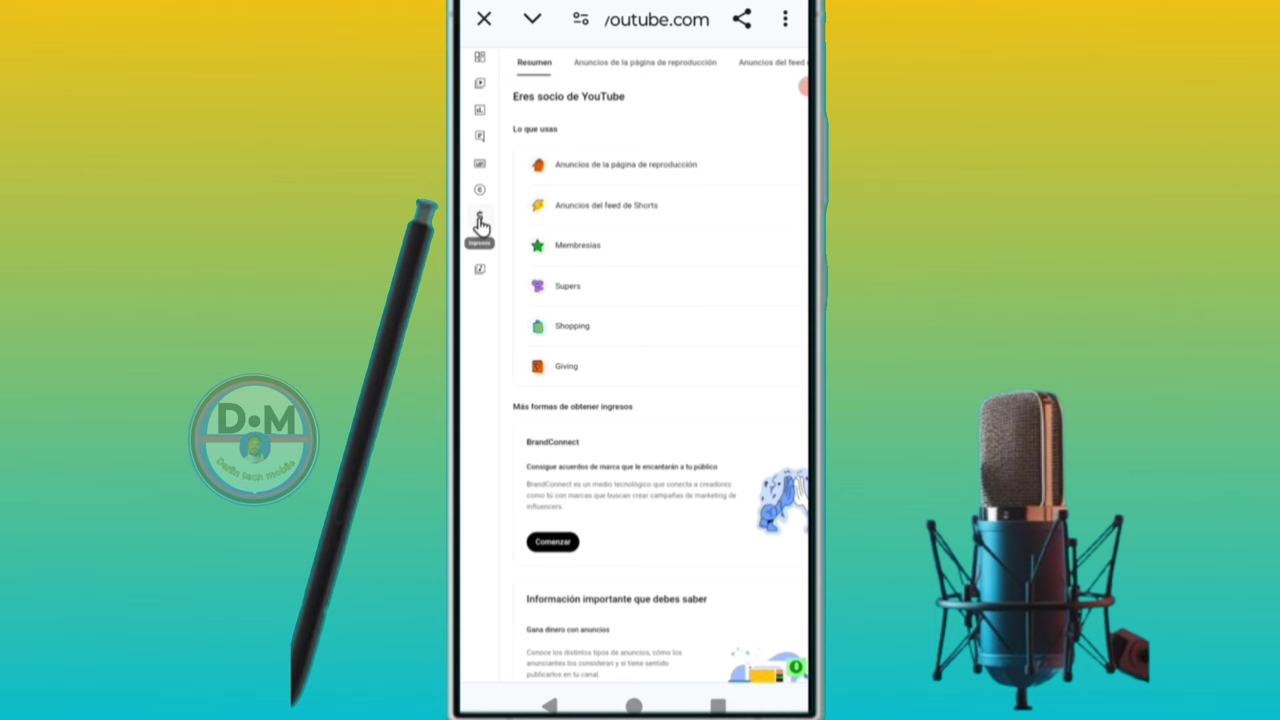 /outube.com
Resumen Anuncios de la página de reproducción Anuncios del feed
Eres socio de YouTube
Lo que usas
Anuncios de la página de reproducción
Anuncios del feed de Shorts
Membresias
Ingresos
Supers
Shopping
Giving
Más formas de obtener ingresos
BrandConnect
Consigue acuerdos de marca que le encantarán a tu público
BrandConnect es un medio tecnológico que conecta a creadores
como tú con marcas que buscan crear campañas de marketing de
influencers.
Comenzar
Información importante que debes saber
Gana dinero con anuncios
Conoce los distintos tipos de anuncios, cómo los
anunciantes los consideran y si tiene sentido
publicarlos en tu canal.
D•M
Darlin tech mobile